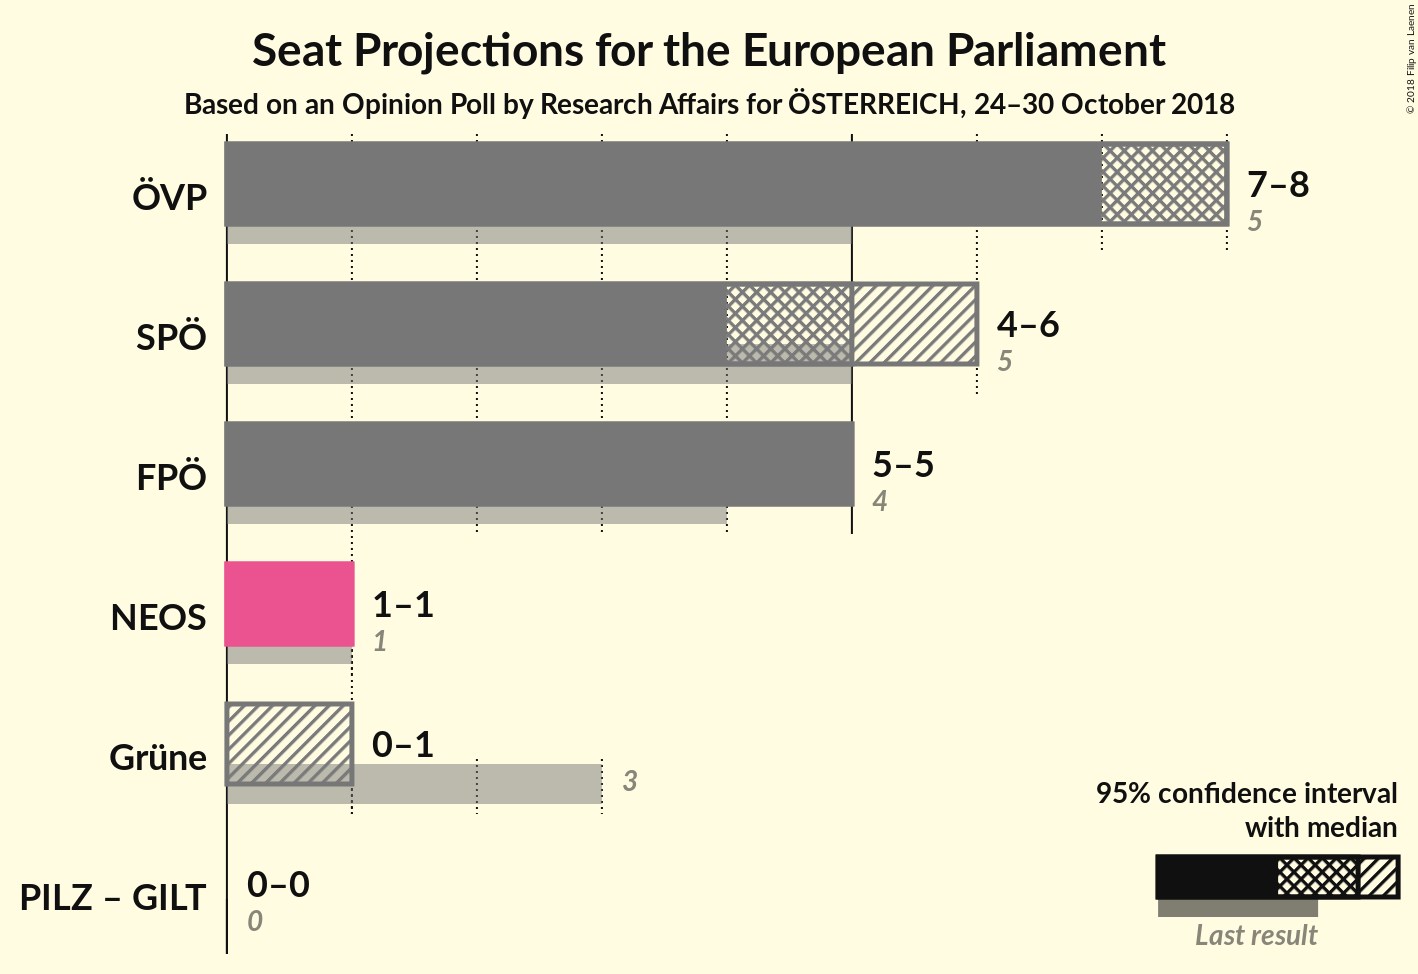 Seat Projections for the European Parliament
Based on an Opinion Poll by Research Affairs for ÖSTERREICH, 24–30 October 2018
© 2018 Filip van Laenen
ÖVP
7–8
5
SPÖ
4–6
5
FPÖ
5–5
4
NEOS
1–1
1
Grüne
0–1
3
PILZ – GILT
0–0
0
95% confidence interval
with median
Last result